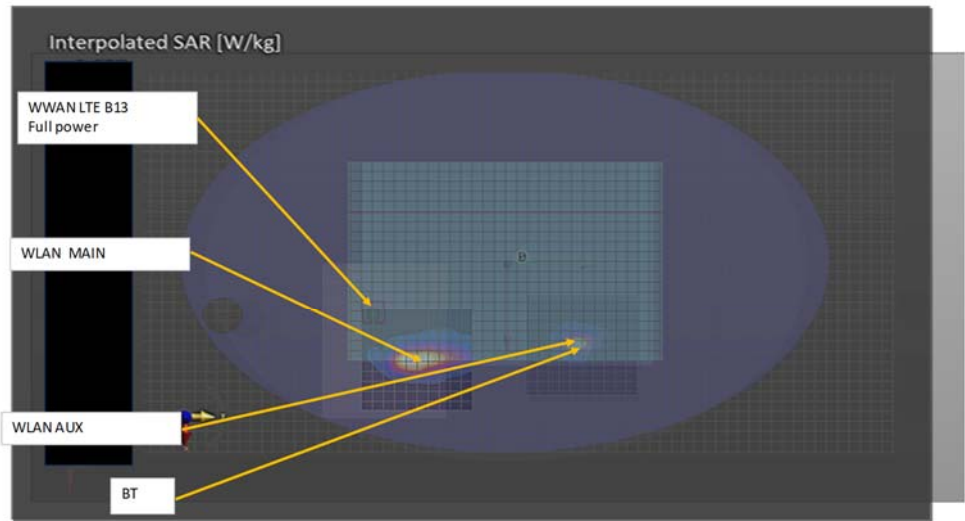 Interpolated SAR [W/kg]
WWAN LTE B13
Full power
WLAN MAIN
WLAN AUX
BT